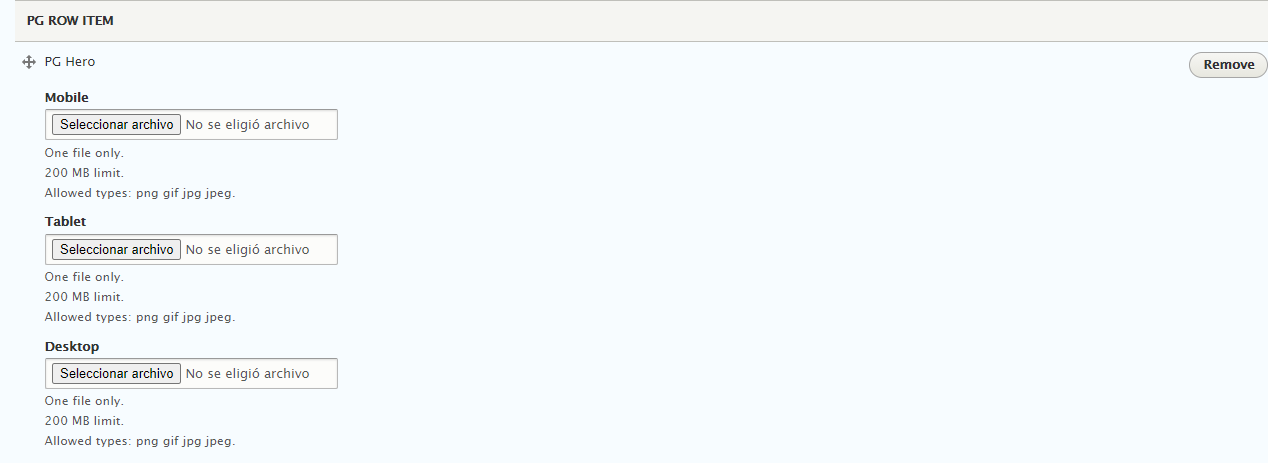 PG ROW ITEM
PG Hero
Remove
Mobile
Seleccionar archivo No se eligió archivo
One file only.
200 MB limit.
Allowed types: png gif jpg jpeg.
Tablet
Seleccionar archivo No se eligió archivo
One file only.
200 MB limit.
Allowed types: png gif jpg jpeg.
Desktop
Seleccionar archivo No se eligió archivo
One file only.
200 MB limit.
Allowed types: png gif jpg jpeg.